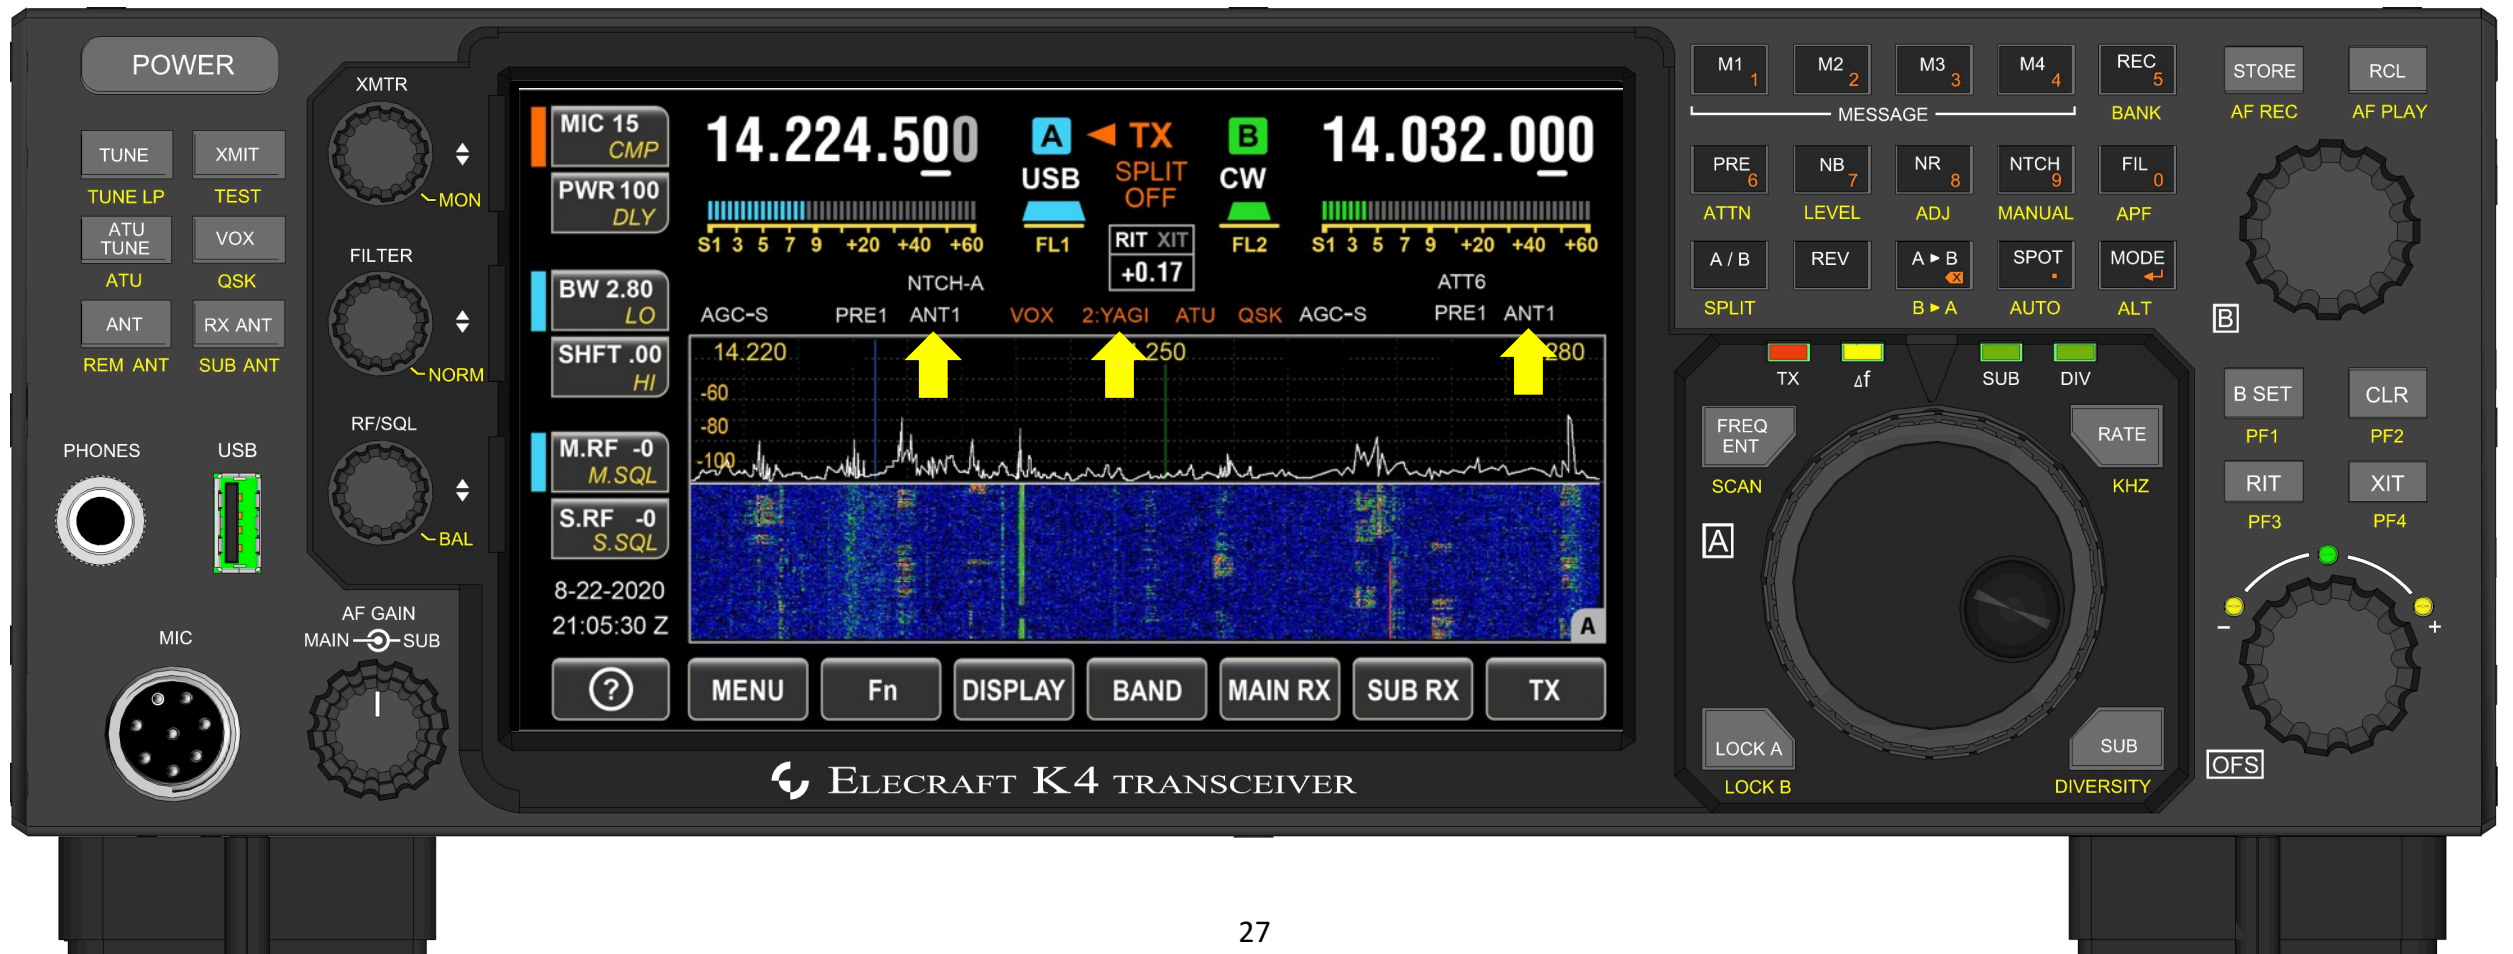 POWER
TUNE
XMIT
TUNE LP
TEST
ATU
TUNE
VOX
ATU
QSK
ANT
RX ANT
REM ANT
SUB ANT
PHONES
USB
MIC
XMTR
MON
FILTER
NORM
RF/SQL
BAL
AF GAIN
MAIN
SUB
MIC 15
CMP
PWR 100
DLY
BW 2.80
LO
SHFT .00
HI
M.RF -0
M.SQL
S.RF -0
S.SQL
8-22-2020
21:05:30 Z
14.224.500
A ◄ TX B
14.032.000
USB
SPLIT
OFF
CW
S1 3 5 7 9 +20 +40 +60
FL1
RIT XIT
+0.17
FL2
S1 3 5 7 9 +20 +40 +60
NTCH-A
ATT6
AGC-S PRE1 ANT1 VOX 2:YAGI ATU QSK AGC-S PRE1 ANT1
14.220
.250
280
-60
-80
-100
A
? MENU Fn DISPLAY BAND MAIN RX SUB RX TX
ELECRAFT K4 TRANSCEIVER
M1 1
M2 2
M3 3
M4 4
REC 5
MESSAGE
BANK
PRE 6
NB 7
NR 8
NTCH 9
FIL 0
ATTN
LEVEL
ADJ
MANUAL
APF
A / B
REV
A ► B
SPOT .
MODE
SPLIT
B ► A
AUTO
ALT
STORE
RCL
AF REC
AF PLAY
B
TX
Δf
SUB
DIV
FREQ
ENT
SCAN
RATE
KHZ
A
LOCK A
LOCK B
SUB
DIVERSITY
B SET
CLR
PF1
PF2
RIT
XIT
PF3
PF4
− +
OFS
27